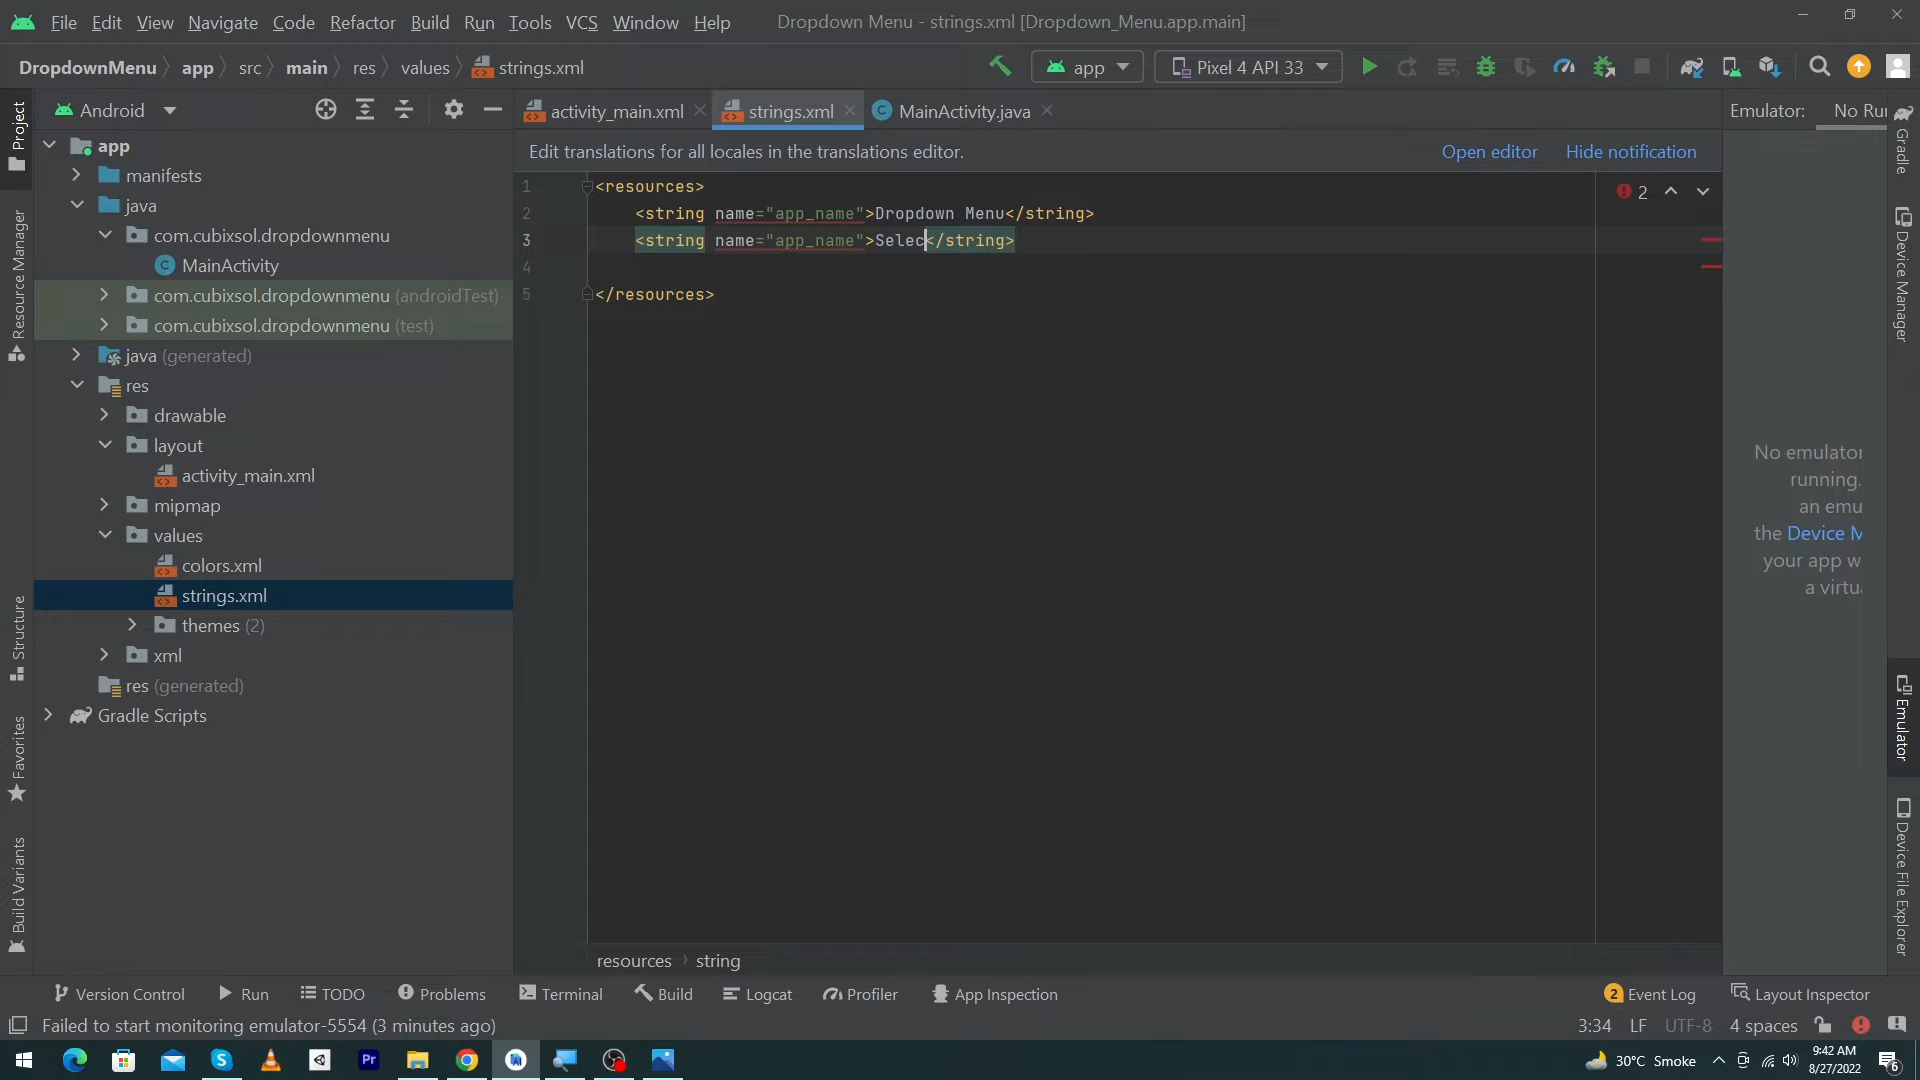 File Edit View Navigate Code Refactor Build Run Tools VCS Window Help Dropdown Menu - strings.xml [Dropdown_Menu.app.main]
DropdownMenu app src main res values strings.xml app Pixel 4 API 33
Project
Android
activity_main.xml strings.xml MainActivity.java
Emulator: No Ru
Edit translations for all locales in the translations editor. Open editor Hide notification
app
manifests
java
com.cubixsol.dropdownmenu
MainActivity
com.cubixsol.dropdownmenu (androidTest)
com.cubixsol.dropdownmenu (test)
java (generated)
res
drawable
layout
activity_main.xml
mipmap
values
colors.xml
strings.xml
themes (2)
xml
res (generated)
Gradle Scripts
Resource Manager
Structure
Favorites
Build Variants
1 <resources>
2 <string name="app_name">Dropdown Menu</string>
3 <string name="app_name">Selec</string>
4
5 </resources>
2
No emulator
running.
an emu
the Device M
your app w
a virtu
Gradle
Device Manager
Emulator
Device File Explorer
resources string
Version Control Run TODO Problems Terminal Build Logcat Profiler App Inspection 2 Event Log Layout Inspector
Failed to start monitoring emulator-5554 (3 minutes ago) 3:34 LF UTF-8 4 spaces
Pr
30°C Smoke
9:42 AM
8/27/2022
6